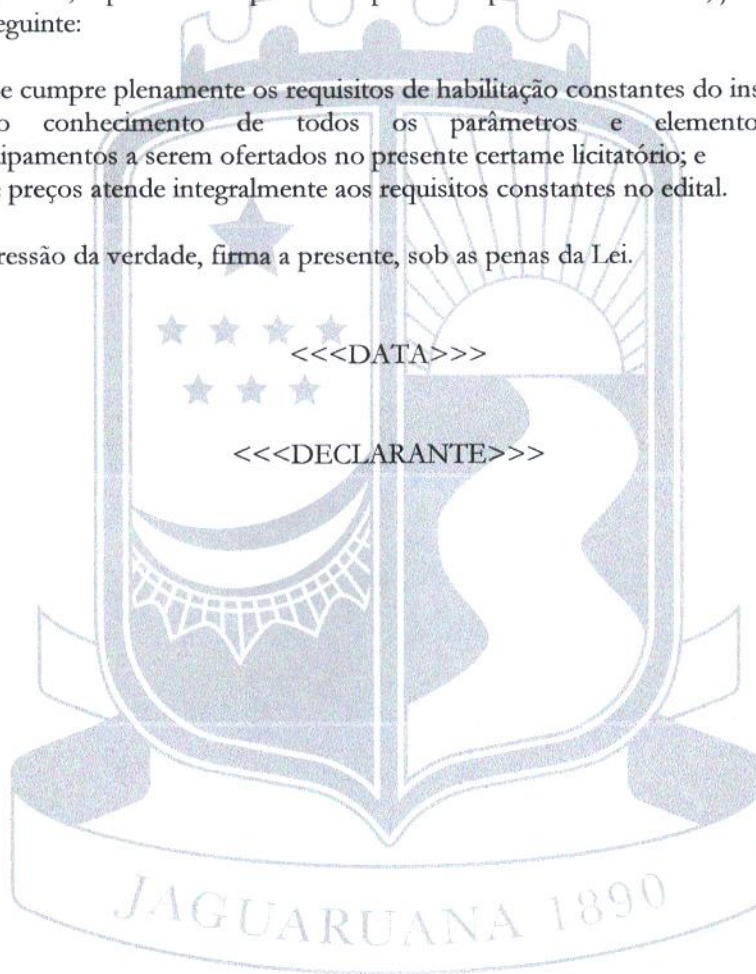 eguinte:
e cumpre plenamente os requisitos de habilitação constantes do ins
o conhecimento de todos os parâmetros e elemento
ipamentos a serem ofertados no presente certame licitatório; e
e preços atende integralmente aos requisitos constantes no edital.
ressão da verdade, firma a presente, sob as penas da Lei.
<<<DATA>>>
<<<DECLARANTE>>>
JAGUARUANA 1890